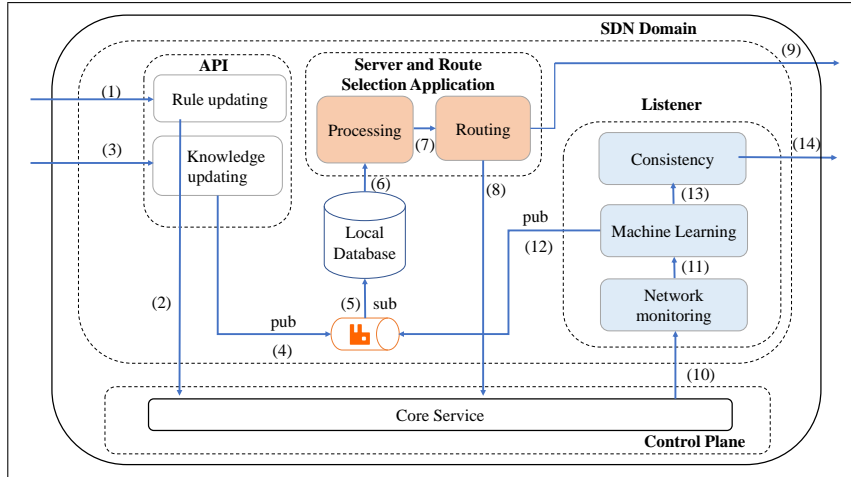 SDN Domain
(9)
API
Server and Route
Selection Application
(1)
Rule updating
Listener
Processing
(7)
Routing
(3)
Knowledge
updating
Consistency
(14)
(6)
(8)
(13)
Local
Database
pub
(12)
Machine Learning
(11)
(2)
(5)
sub
Network
monitoring
pub
(4)
(10)
Core Service
Control Plane